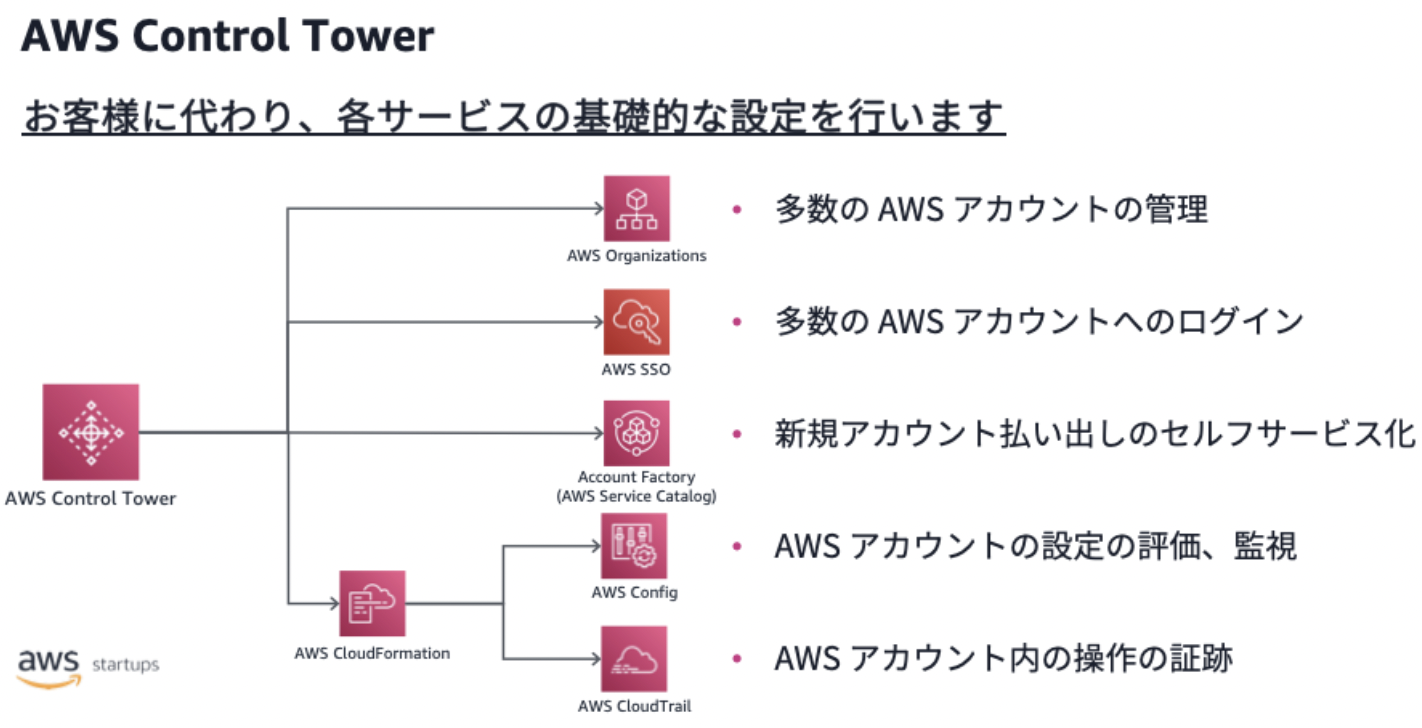 AWS Control Tower
お客様に代わり、各サービスの基礎的な設定を行います
AWS Organizations
• 多数の AWS アカウントの管理
AWS SSO
• 多数の AWS アカウントへのログイン
AWS Control Tower
Account Factory
(AWS Service Catalog)
• 新規アカウント払い出しのセルフサービス化
AWS CloudFormation
AWS Config
• AWS アカウントの設定の評価、監視
AWS CloudTrail
• AWS アカウント内の操作の証跡
aws startups